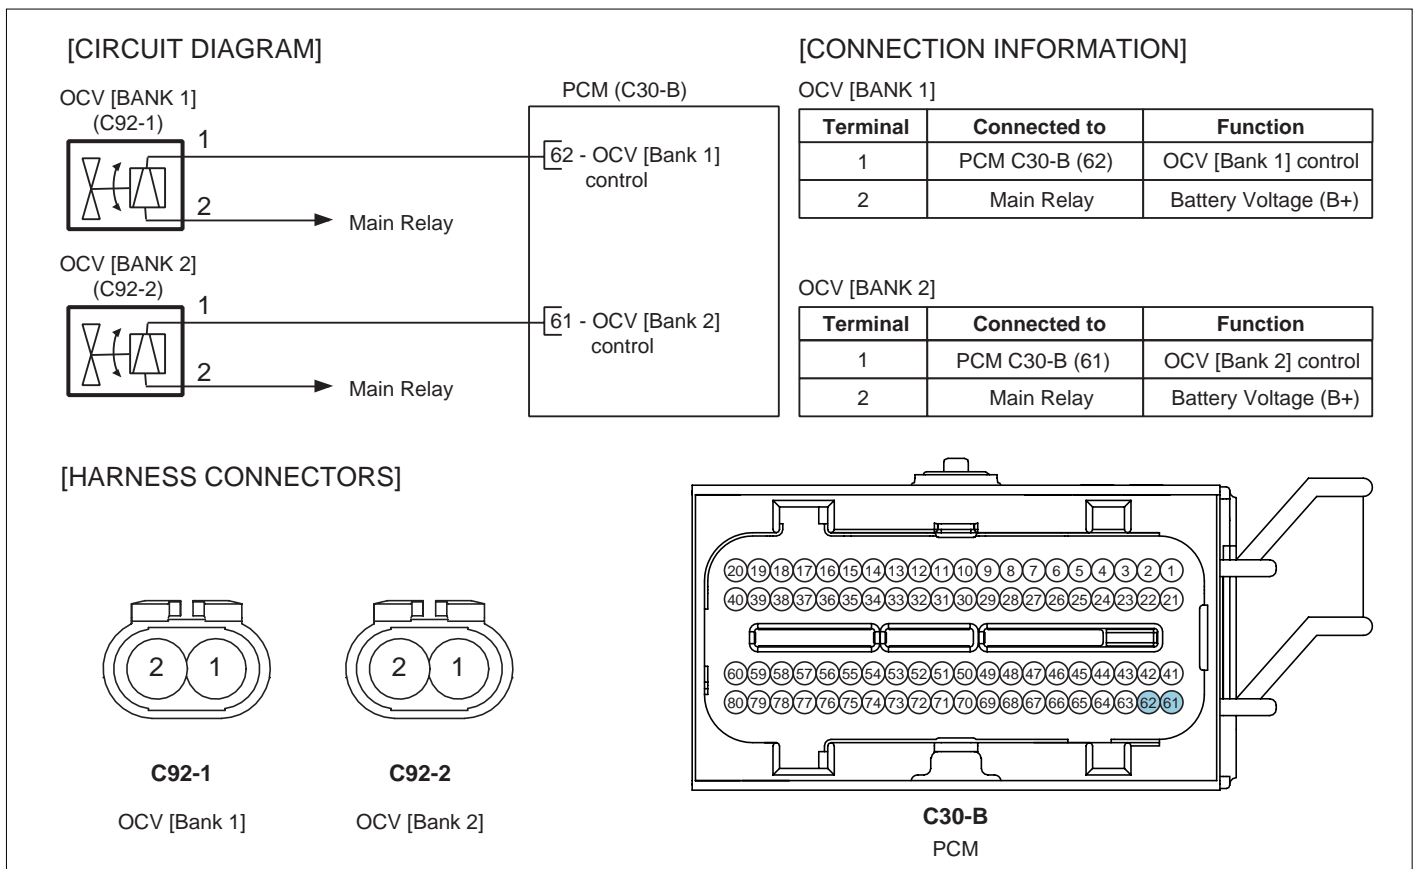 [CIRCUIT DIAGRAM]
OCV [BANK 1]
(C92-1)
1
2
Main Relay
OCV [BANK 2]
(C92-2)
1
2
Main Relay
PCM (C30-B)
62 - OCV [Bank 1]
control
61 - OCV [Bank 2]
control
[CONNECTION INFORMATION]
OCV [BANK 1]
Terminal Connected to Function
1 PCM C30-B (62) OCV [Bank 1] control
2 Main Relay Battery Voltage (B+)
OCV [BANK 2]
Terminal Connected to Function
1 PCM C30-B (61) OCV [Bank 2] control
2 Main Relay Battery Voltage (B+)
[HARNESS CONNECTORS]
2 1
C92-1
OCV [Bank 1]
2 1
C92-2
OCV [Bank 2]
20 19 18 17 16 15 14 13 12 11 10 9 8 7 6 5 4 3 2 1
40 39 38 37 36 35 34 33 32 31 30 29 28 27 26 25 24 23 22 21
60 59 58 57 56 55 54 53 52 51 50 49 48 47 46 45 44 43 42 41
80 79 78 77 76 75 74 73 72 71 70 69 68 67 66 65 64 63 62 61
C30-B
PCM